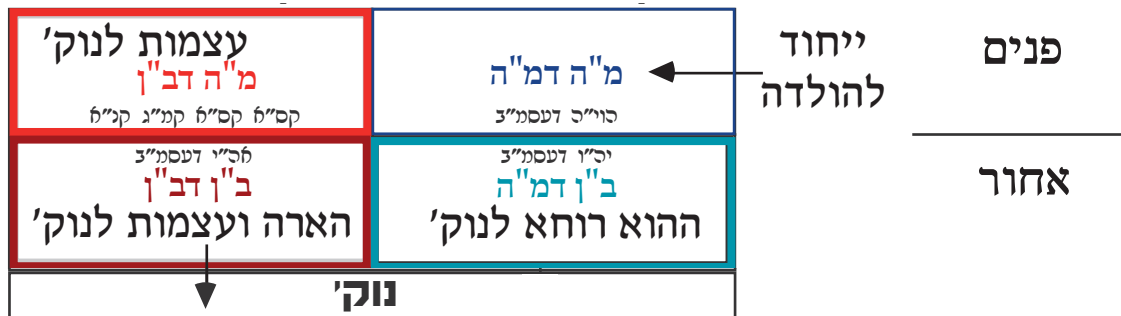 פנים
ייחוד
להולדה
מ"ה דמ"ה
הוי"ה דעסמ"ב
עצמות לנוק'
מ"ה דב"ן
קס"א קס"א קמ"ג קנ"א
אחור
יה"ו דעסמ"ב
ב"ן דמ"ה
ההוא רוחא לנוק'
אה"י דעסמ"ב
ב"ן דב"ן
הארה ועצמות לנוק'
נוק'